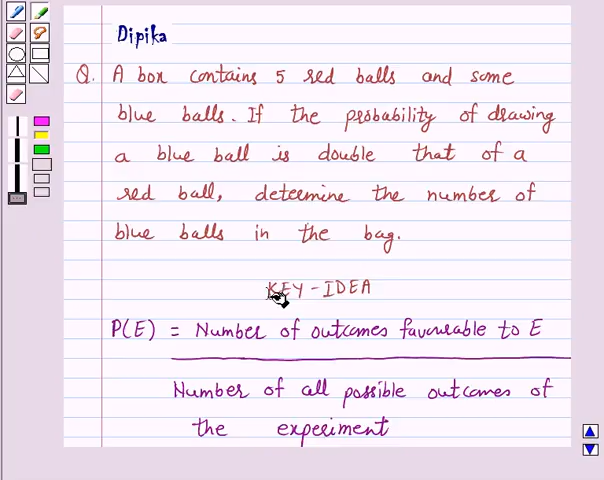 Dipika
Q. A box contains 5 red balls and some
blue balls. If the probability of drawing
a blue ball is double that of a
red ball, determine the number of
blue balls in the bag.
KEY-IDEA
P(E) = Number of outcomes favourable to E
Number of all possible outcomes of
the experiment